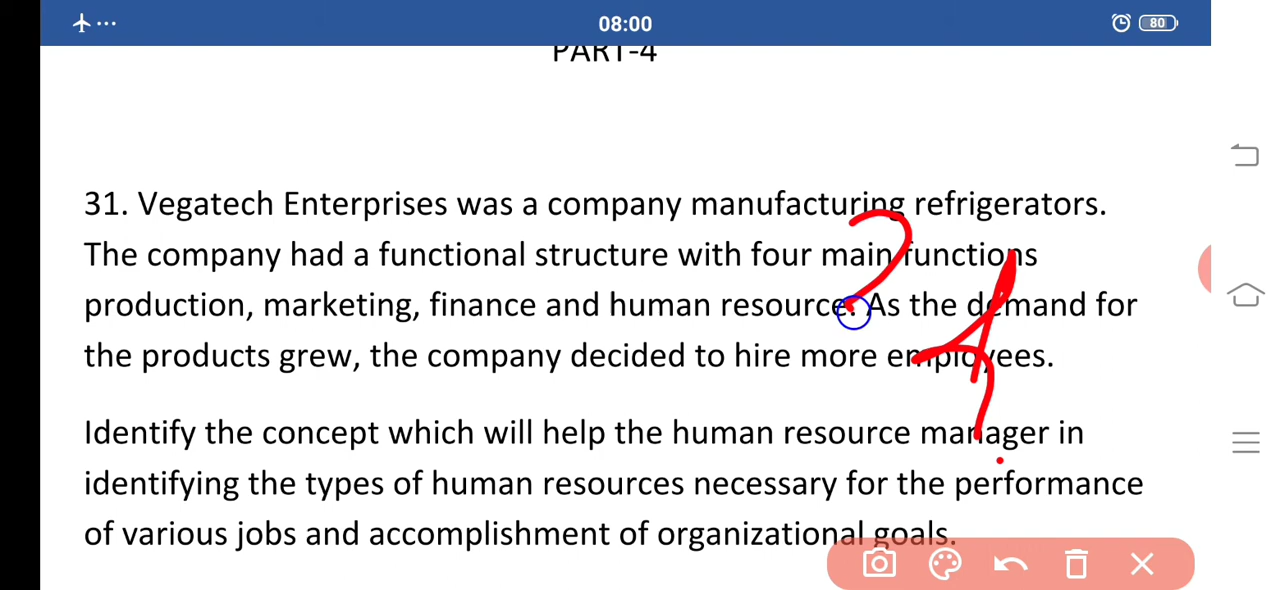 08:00
80
PART-4
31. Vegatech Enterprises was a company manufacturing refrigerators.
The company had a functional structure with four main functions
production, marketing, finance and human resource. As the demand for
the products grew, the company decided to hire more employees.
Identify the concept which will help the human resource manager in
identifying the types of human resources necessary for the performance
of various jobs and accomplishment of organizational goals.